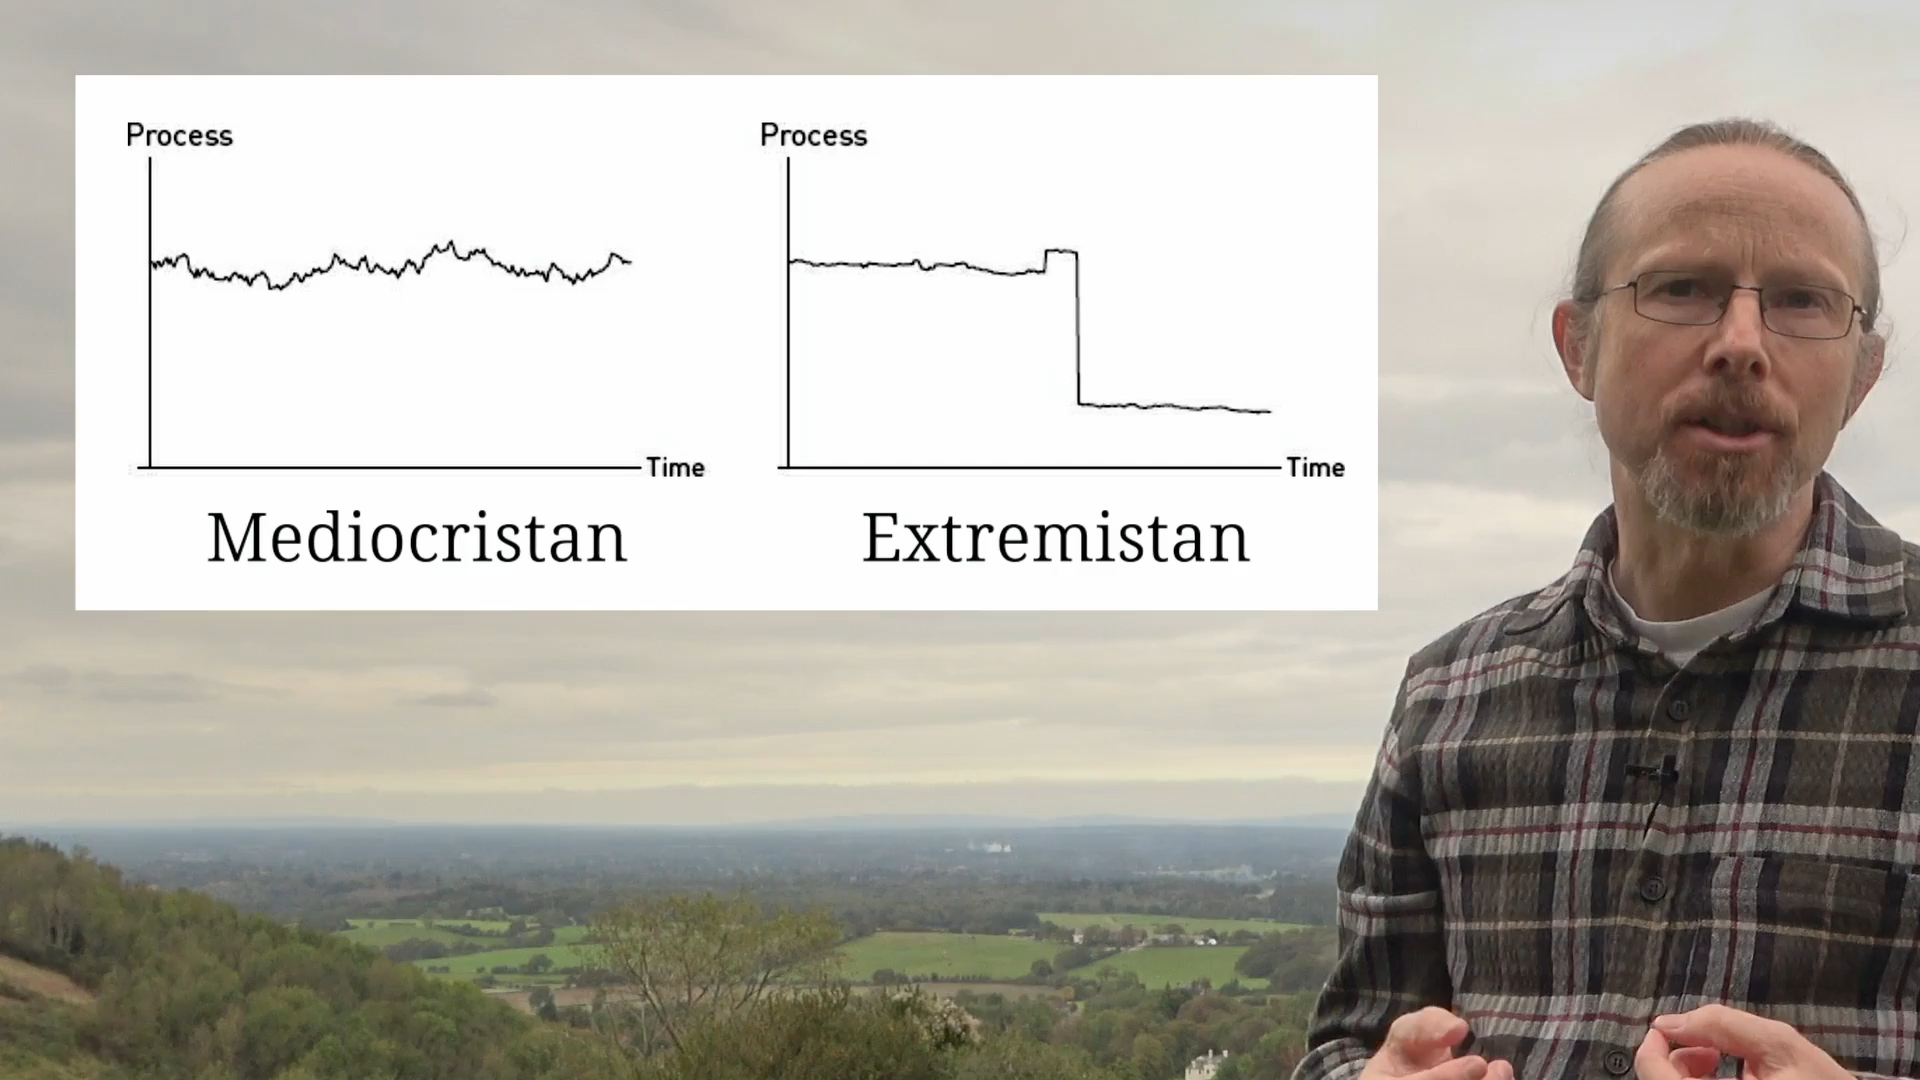 Process
Process
Time
Time
Mediocristan
Extremistan